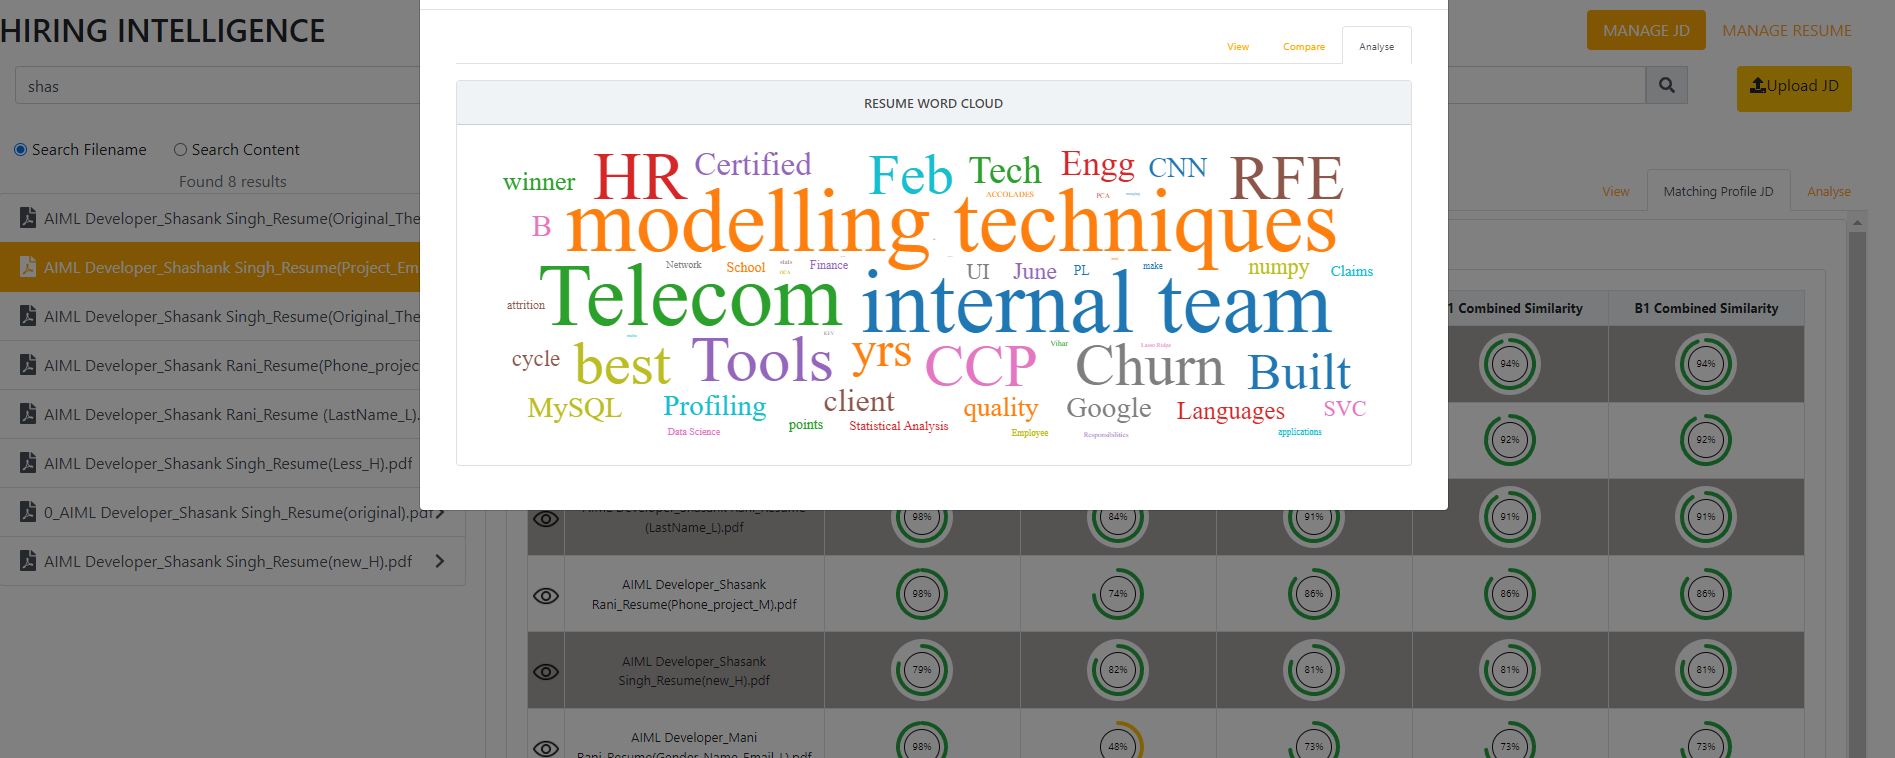 HIRING INTELLIGENCE
MANAGE JD
MANAGE RESUME
shas
Upload JD
Search Filename
Search Content
Found 8 results
AIML Developer_Shasank Singh_Resume(Original_The
AIML Developer_Shashank Singh_Resume(Project_Em
AIML Developer_Shasank Singh_Resume(Original_The
AIML Developer_Shasank Rani_Resume(Phone_projec
AIML Developer_Shasank Rani_Resume (LastName_L).
AIML Developer_Shasank Singh_Resume(Less_H).pdf
0_AIML Developer_Shasank Singh_Resume(original).pdf
AIML Developer_Shasank Singh_Resume(new_H).pdf
View
Compare
Analyse
RESUME WORD CLOUD
winner HR Certified Feb Tech Engg CNN RFE
ACCOLADES PCA
B modelling techniques
Network School stats Finance UI June PL make numpy Claims
attrition Telecom internal team
KEY
cycle best Tools yrs CCP Vihar Churn Built
MySQL Profiling client quality Google Languages SVC
Data Science points Statistical Analysis Employee Responsibilities applications
View
Matching Profile JD
Analyse
1 Combined Similarity
B1 Combined Similarity
94% 94%
92% 92%
(LastName_L).pdf
98% 84% 91% 91% 91%
AIML Developer_Shasank
Rani_Resume(Phone_project_M).pdf
98% 74% 86% 86% 86%
AIML Developer_Shasank
Singh_Resume(new_H).pdf
79% 82% 81% 81% 81%
AIML Developer_Mani
Rani_Resume(Gender_Name_Email_L).pdf
98% 48% 73% 73% 73%